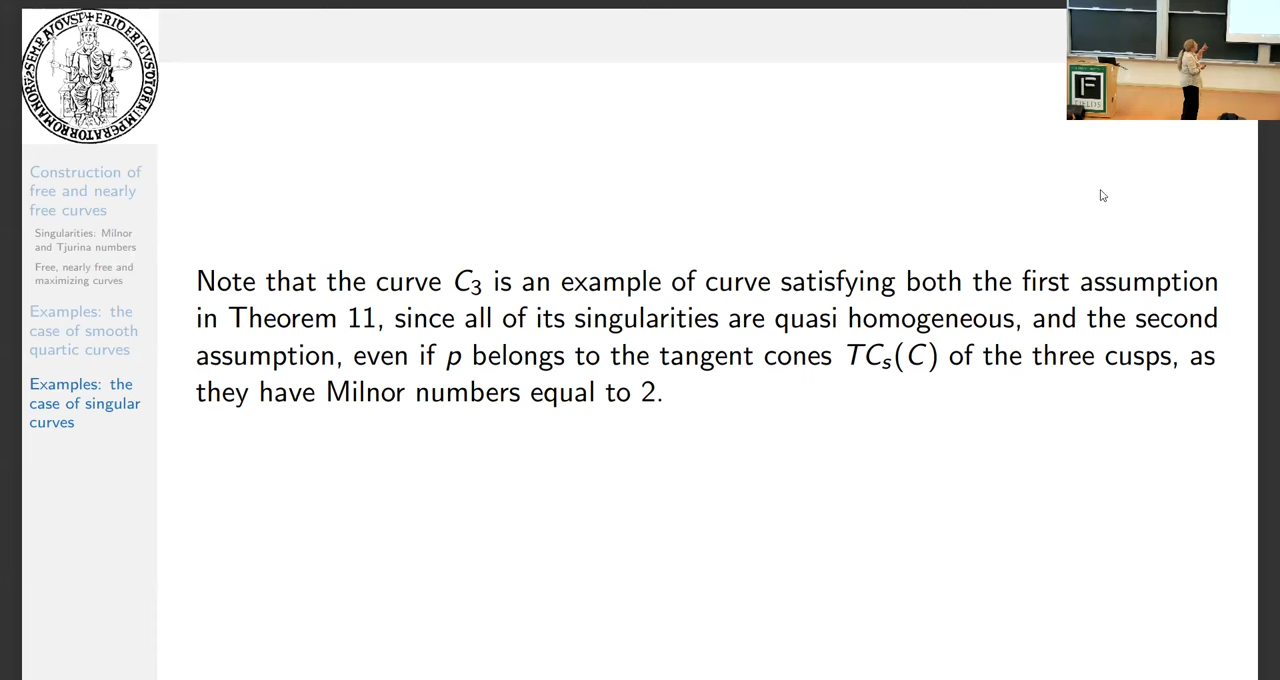 Construction of
free and nearly
free curves
Singularities: Milnor
and Tjurina numbers
Free, nearly free and
maximizing curves
Examples: the
case of smooth
quartic curves
Examples: the
case of singular
curves
Note that the curve C₃ is an example of curve satisfying both the first assumption
in Theorem 11, since all of its singularities are quasi homogeneous, and the second
assumption, even if p belongs to the tangent cones TCₛ(C) of the three cusps, as
they have Milnor numbers equal to 2.
F
FIELDS